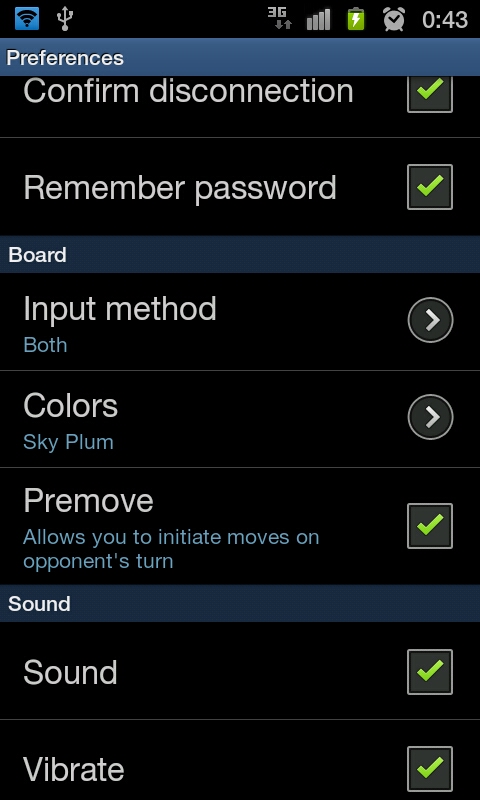 3G
0:43
Preferences
Confirm disconnection
Remember password
Board
Input method
Both
Colors
Sky Plum
Premove
Allows you to initiate moves on
opponent's turn
Sound
Sound
Vibrate